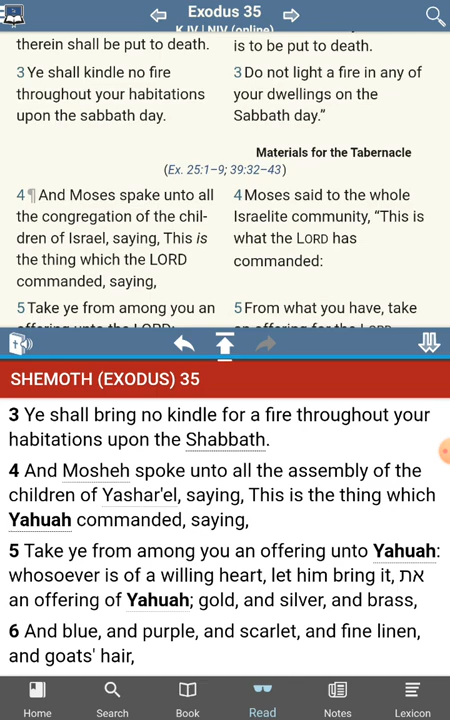 Exodus 35
KJV | NIV (online)
therein shall be put to death.
3 Ye shall kindle no fire
throughout your habitations
upon the sabbath day.
is to be put to death.
3 Do not light a fire in any of
your dwellings on the
Sabbath day.”
Materials for the Tabernacle
(Ex. 25:1–9; 39:32–43)
4 ¶ And Moses spake unto all
the congregation of the chil-
dren of Israel, saying, This is
the thing which the LORD
commanded, saying,
5 Take ye from among you an
offering unto the LORD:
4 Moses said to the whole
Israelite community, “This is
what the LORD has
commanded:
5 From what you have, take
an offering for the LORD
SHEMOTH (EXODUS) 35
3 Ye shall bring no kindle for a fire throughout your
habitations upon the Shabbath.
4 And Mosheh spoke unto all the assembly of the
children of Yashar'el, saying, This is the thing which
Yahuah commanded, saying,
5 Take ye from among you an offering unto Yahuah:
whosoever is of a willing heart, let him bring it, את
an offering of Yahuah; gold, and silver, and brass,
6 And blue, and purple, and scarlet, and fine linen,
and goats' hair,
Home Search Book Read Notes Lexicon